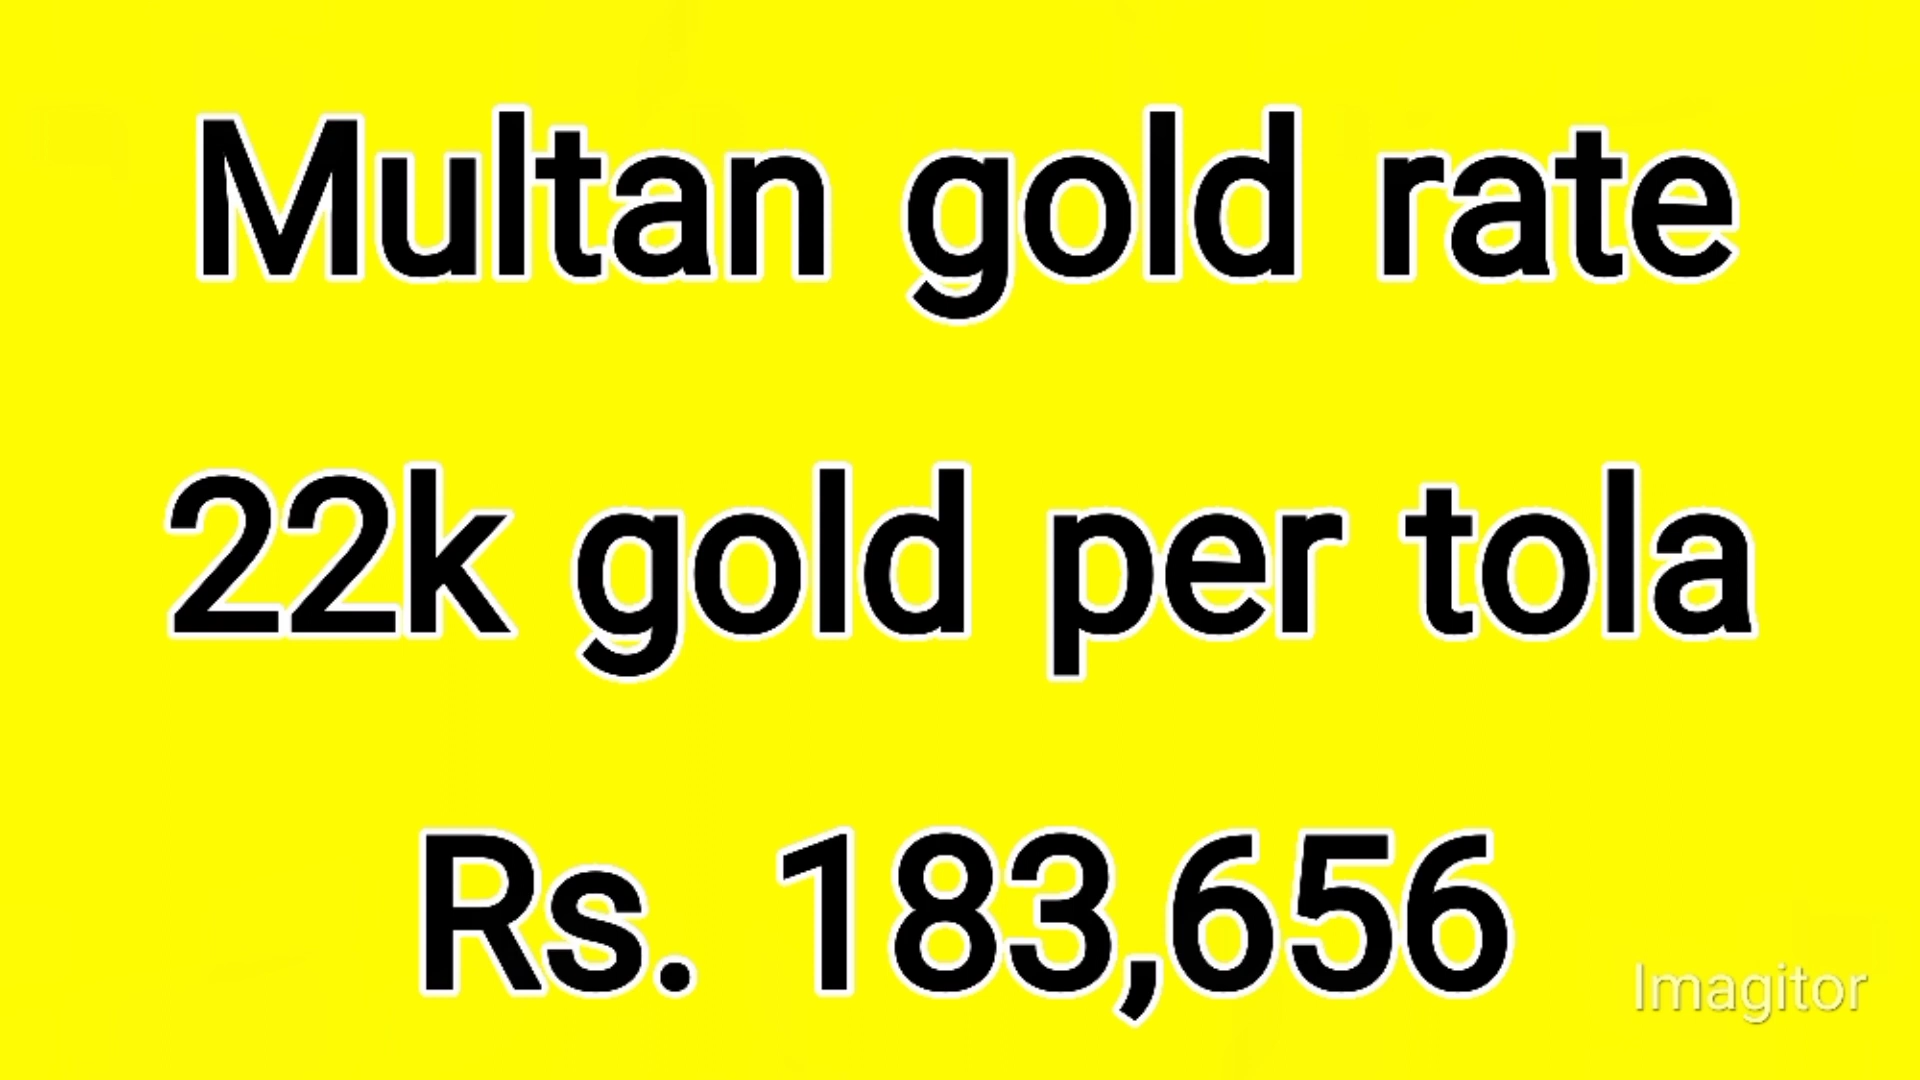 Multan gold rate
22k gold per tola
Rs. 183,656
Imagitor